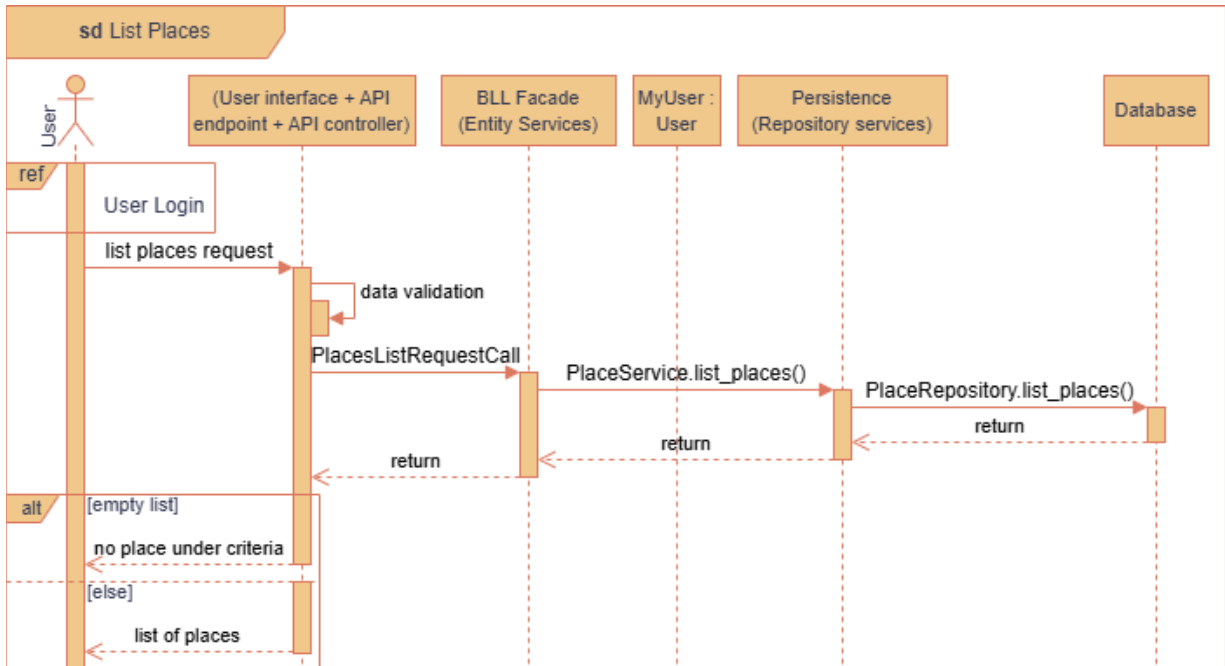 sd List Places
User
(User interface + API
endpoint + API controller)
BLL Facade
(Entity Services)
MyUser :
User
Persistence
(Repository services)
Database
ref
User Login
list places request
data validation
PlacesListRequestCall
PlaceService.list_places()
PlaceRepository.list_places()
return
return
return
alt
[empty list]
no place under criteria
[else]
list of places